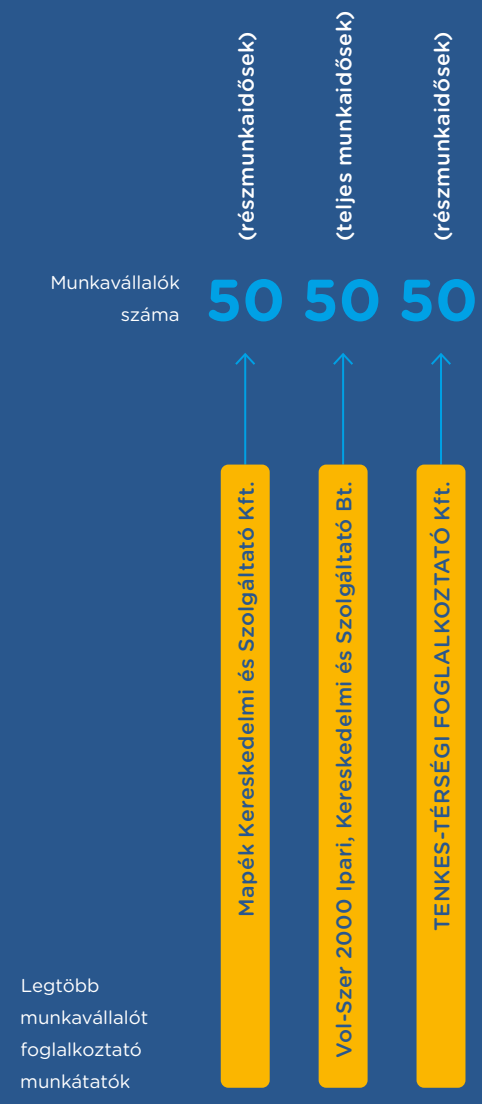 (részmunkaidősek)
(teljes munkaidősek)
(részmunkaidősek)
Munkavállalók
száma
50 50 50
Mapék Kereskedelmi és Szolgáltató Kft.
Vol-Szer 2000 Ipari, Kereskedelmi és Szolgáltató Bt.
TENKES-TÉRSÉGI FOGLALKOZTATÓ Kft.
Legtöbb
munkavállalót
foglalkoztató
munkátatók